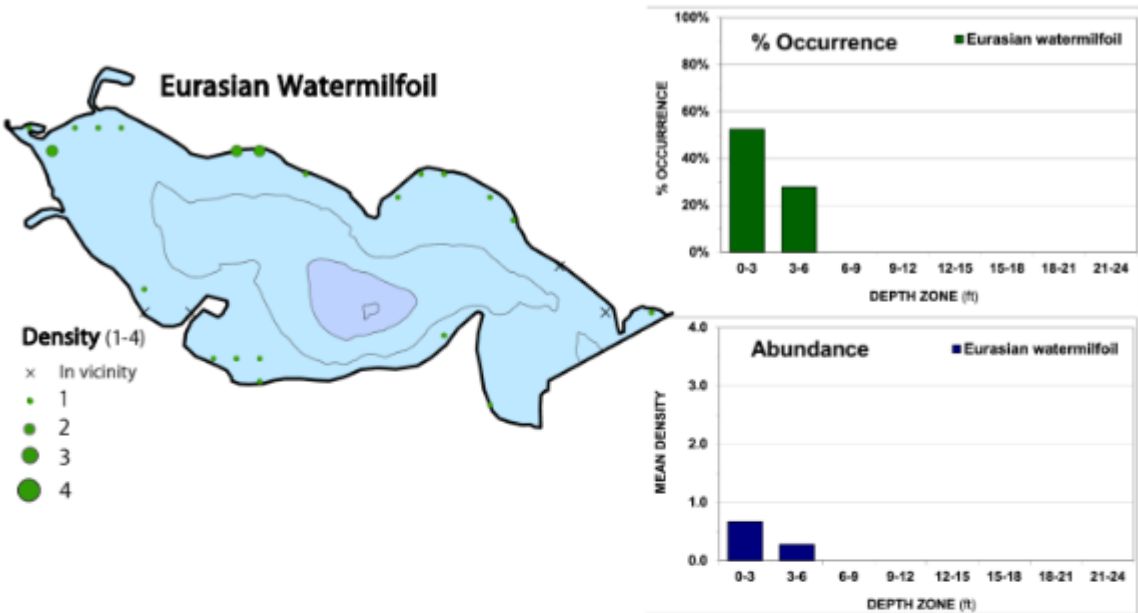 Eurasian Watermilfoil
Density (1-4)
× In vicinity
1
2
3
4
% Occurrence
Eurasian watermilfoil
100%
80%
60%
40%
20%
0%
% OCCURRENCE
0-3 3-6 6-9 9-12 12-15 15-18 18-21 21-24
DEPTH ZONE (ft)
Abundance
Eurasian watermilfoil
4.0
3.0
2.0
1.0
0.0
MEAN DENSITY
0-3 3-6 6-9 9-12 12-15 15-18 18-21 21-24
DEPTH ZONE (ft)